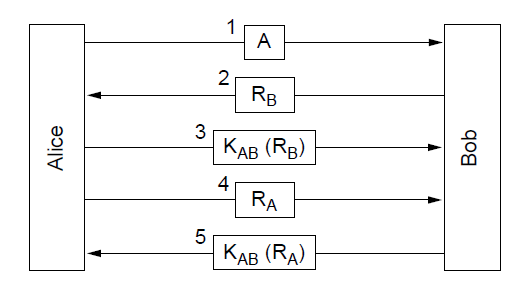 1 A
2 R_B
3 K_AB (R_B)
4 R_A
5 K_AB (R_A)
Alice
Bob